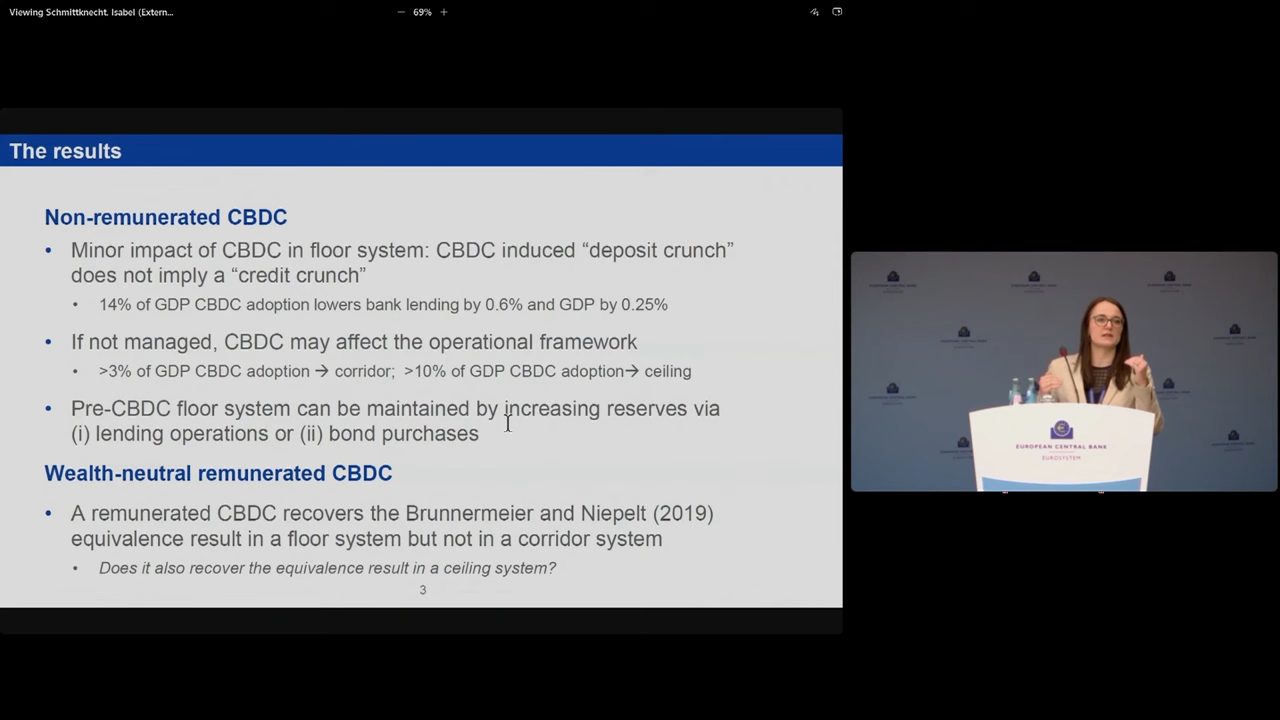 Viewing Schmittknecht, Isabel (Extern...
− 69% +
The results
Non-remunerated CBDC
• Minor impact of CBDC in floor system: CBDC induced “deposit crunch”
does not imply a “credit crunch”
• 14% of GDP CBDC adoption lowers bank lending by 0.6% and GDP by 0.25%
• If not managed, CBDC may affect the operational framework
• >3% of GDP CBDC adoption → corridor; >10% of GDP CBDC adoption→ ceiling
• Pre-CBDC floor system can be maintained by increasing reserves via
(i) lending operations or (ii) bond purchases
Wealth-neutral remunerated CBDC
• A remunerated CBDC recovers the Brunnermeier and Niepelt (2019)
equivalence result in a floor system but not in a corridor system
• Does it also recover the equivalence result in a ceiling system?
3
EUROPEAN CENTRAL BANK
EUROSYSTEM